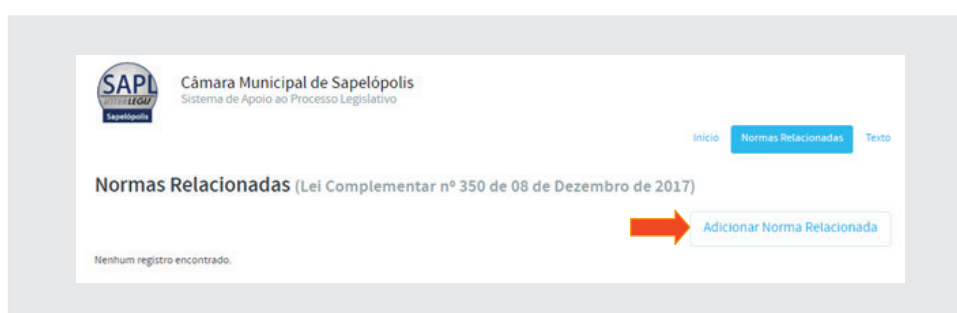 SAPL
INTERLEGIS
Sapelópolis
Câmara Municipal de Sapelópolis
Sistema de Apoio ao Processo Legislativo
Início Normas Relacionadas Texto
Normas Relacionadas (Lei Complementar nº 350 de 08 de Dezembro de 2017)
Adicionar Norma Relacionada
Nenhum registro encontrado.